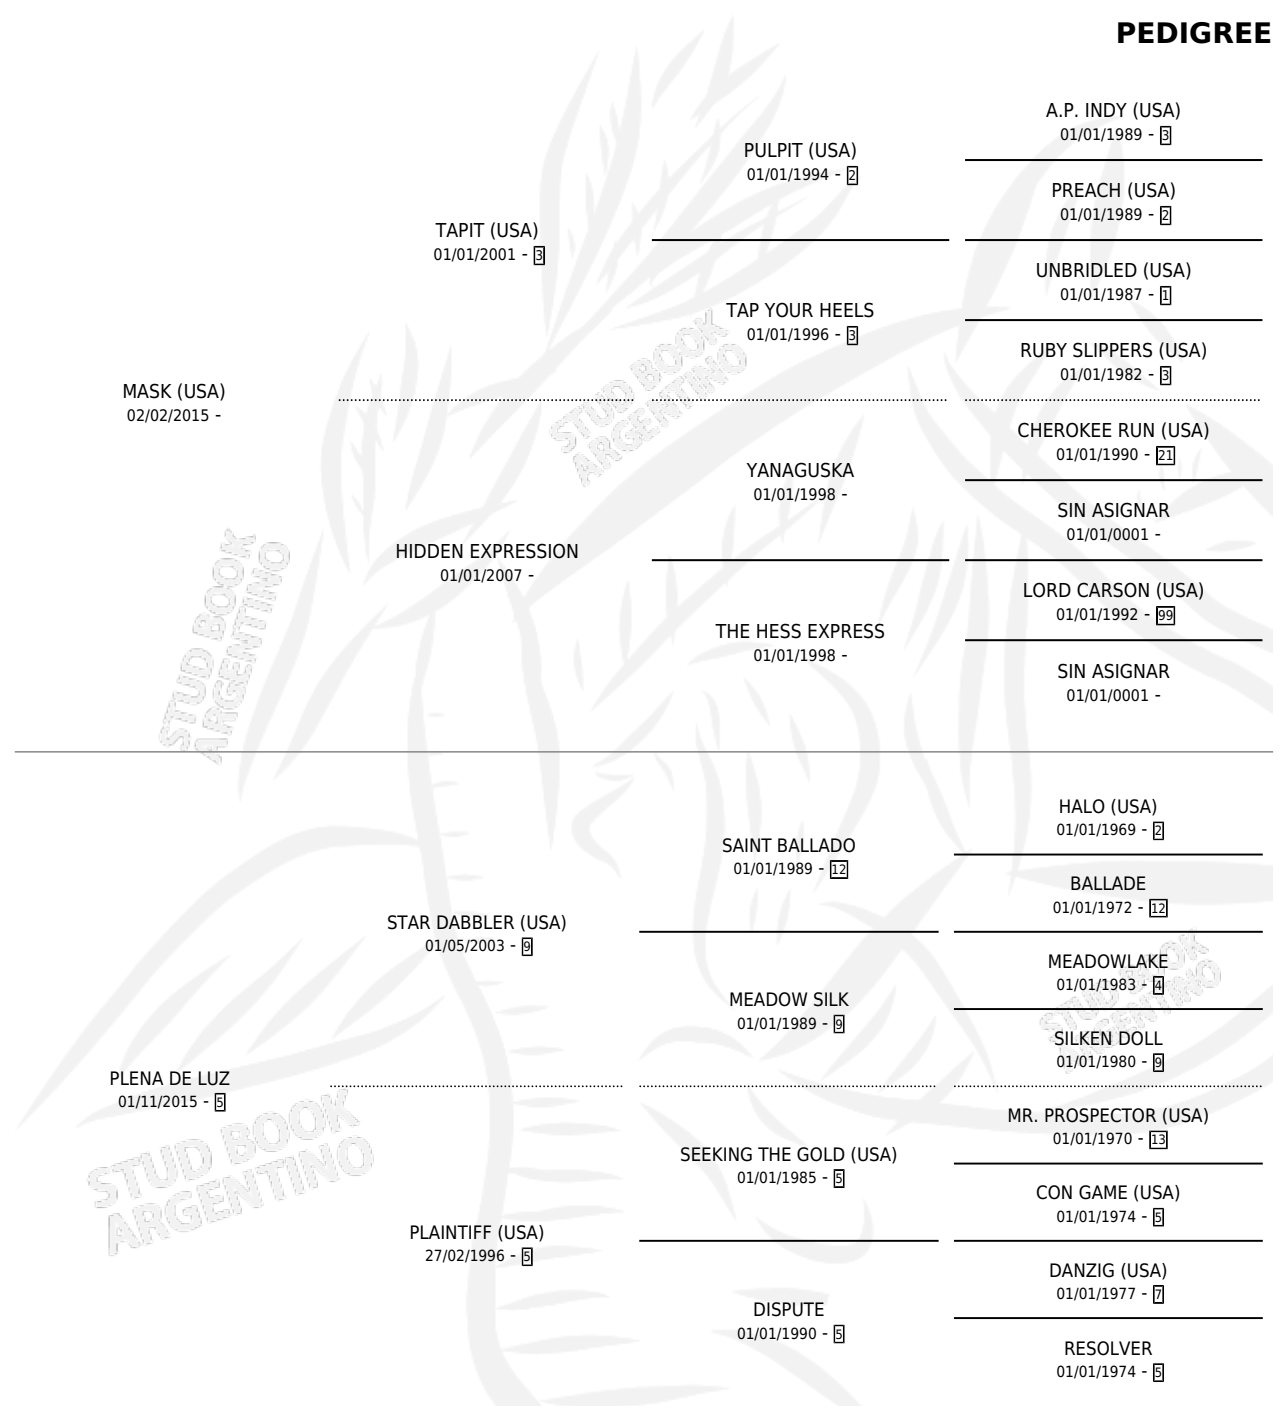 PEDIGREE
A.P. INDY (USA)
01/01/1989 - 3
PULPIT (USA)
01/01/1994 - 2
PREACH (USA)
01/01/1989 - 2
TAPIT (USA)
01/01/2001 - 3
UNBRIDLED (USA)
01/01/1987 - 1
TAP YOUR HEELS
01/01/1996 - 3
RUBY SLIPPERS (USA)
01/01/1982 - 3
MASK (USA)
02/02/2015 -
STUD BOOK
ARGENTINO
CHEROKEE RUN (USA)
01/01/1990 - 21
YANAGUSKA
01/01/1998 -
SIN ASIGNAR
01/01/0001 -
HIDDEN EXPRESSION
01/01/2007 -
LORD CARSON (USA)
01/01/1992 - 99
THE HESS EXPRESS
01/01/1998 -
SIN ASIGNAR
01/01/0001 -
STUD BOOK
ARGENTINO
HALO (USA)
01/01/1969 - 2
SAINT BALLADO
01/01/1989 - 12
BALLADE
01/01/1972 - 12
STAR DABBLER (USA)
01/05/2003 - 9
MEADOWLAKE
01/01/1983 - 4
MEADOW SILK
01/01/1989 - 9
SILKEN DOLL
01/01/1980 - 9
STUD BOOK
ARGENTINO
PLENA DE LUZ
01/11/2015 - 5
STUD BOOK
ARGENTINO
MR. PROSPECTOR (USA)
01/01/1970 - 13
SEEKING THE GOLD (USA)
01/01/1985 - 5
CON GAME (USA)
01/01/1974 - 5
PLAINTIFF (USA)
27/02/1996 - 5
DANZIG (USA)
01/01/1977 - 7
DISPUTE
01/01/1990 - 5
RESOLVER
01/01/1974 - 5